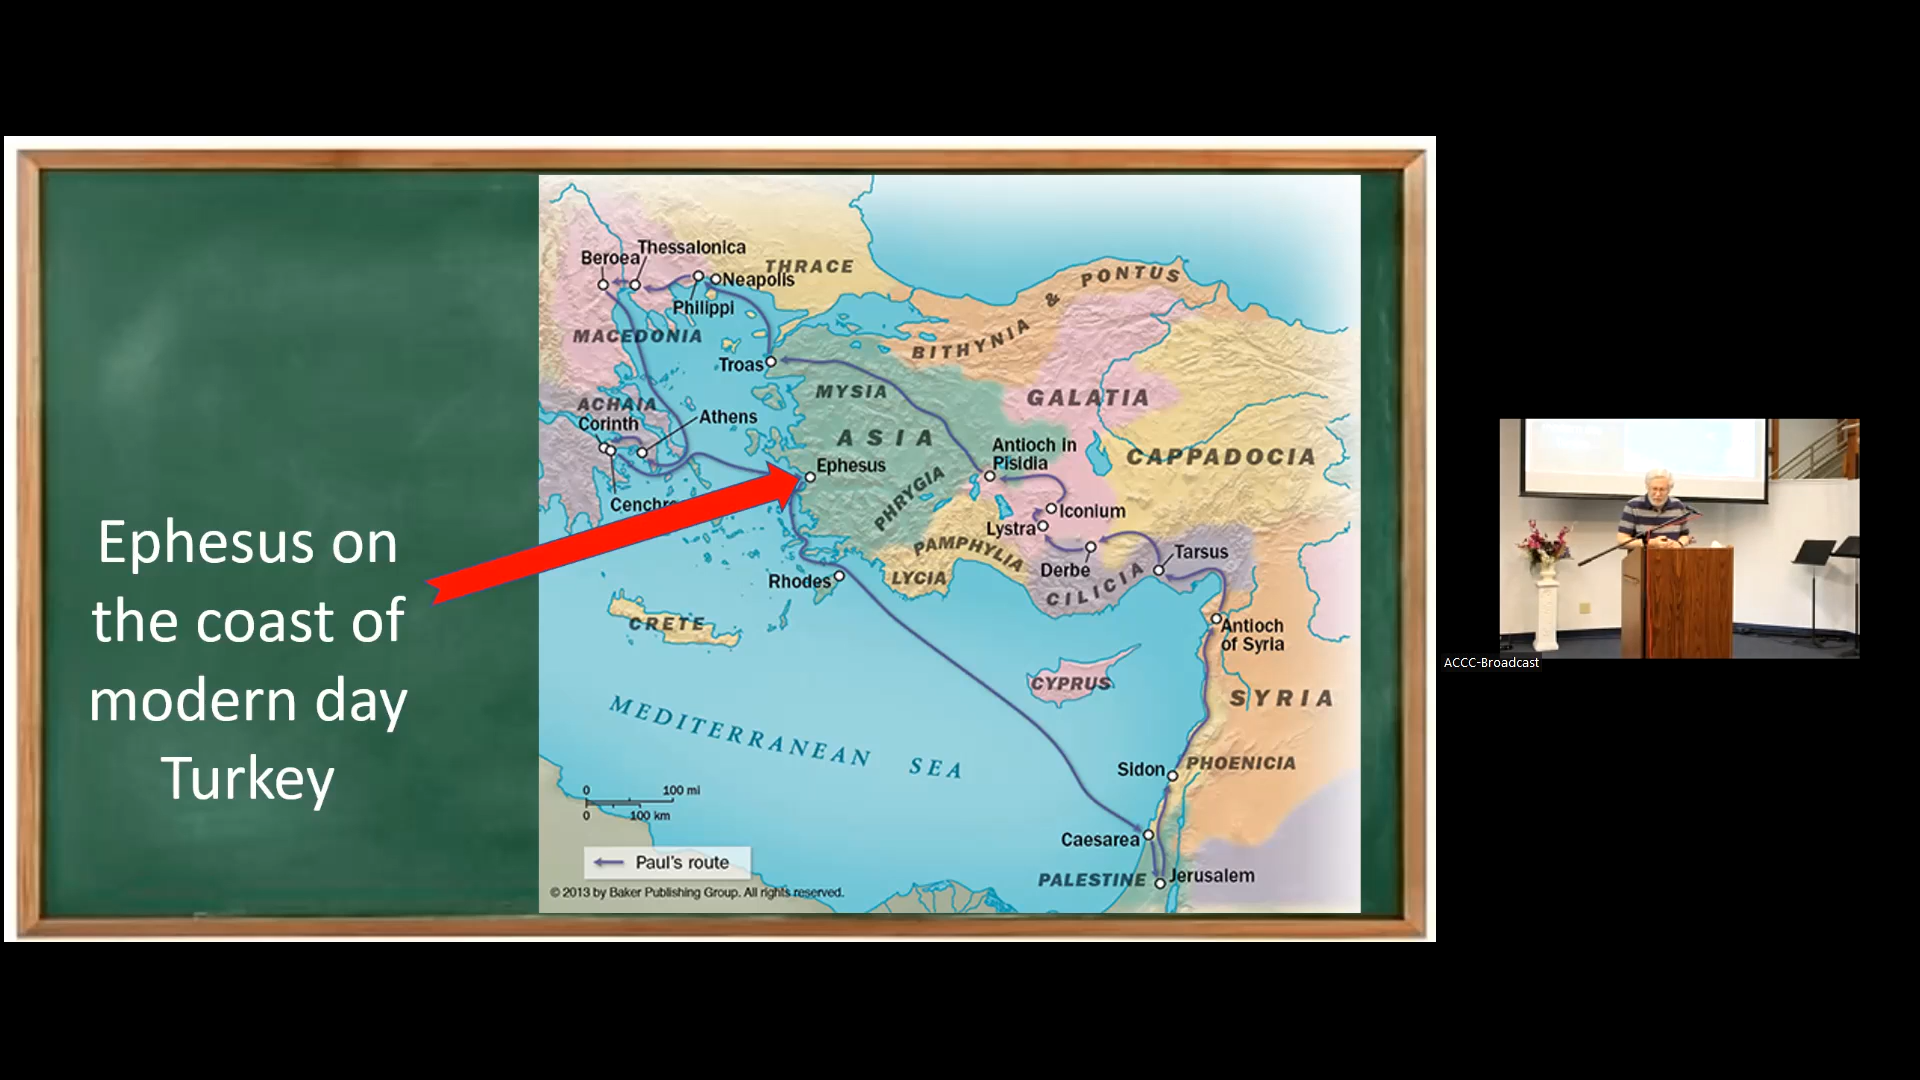 Ephesus on
the coast of
modern day
Turkey
Thessalonica
Beroea
THRACE
Neapolis
Philippi
MACEDONIA
Troas
BITHYNIA & PONTUS
MYSIA
GALATIA
ACHAIA
Corinth
Athens
ASIA
Antioch in
Pisidia
CAPPADOCIA
Ephesus
PHRYGIA
Cenchr
Iconium
Lystra
PAMPHYLIA
Tarsus
Derbe
LYCIA
Rhodes
CILICIA
CRETE
Antioch
of Syria
CYPRUS
SYRIA
MEDITERRANEAN SEA
Sidon
PHOENICIA
0 100 mi
0 100 km
Caesarea
Paul's route
PALESTINE
Jerusalem
© 2013 by Baker Publishing Group. All rights reserved.
ACCC-Broadcast